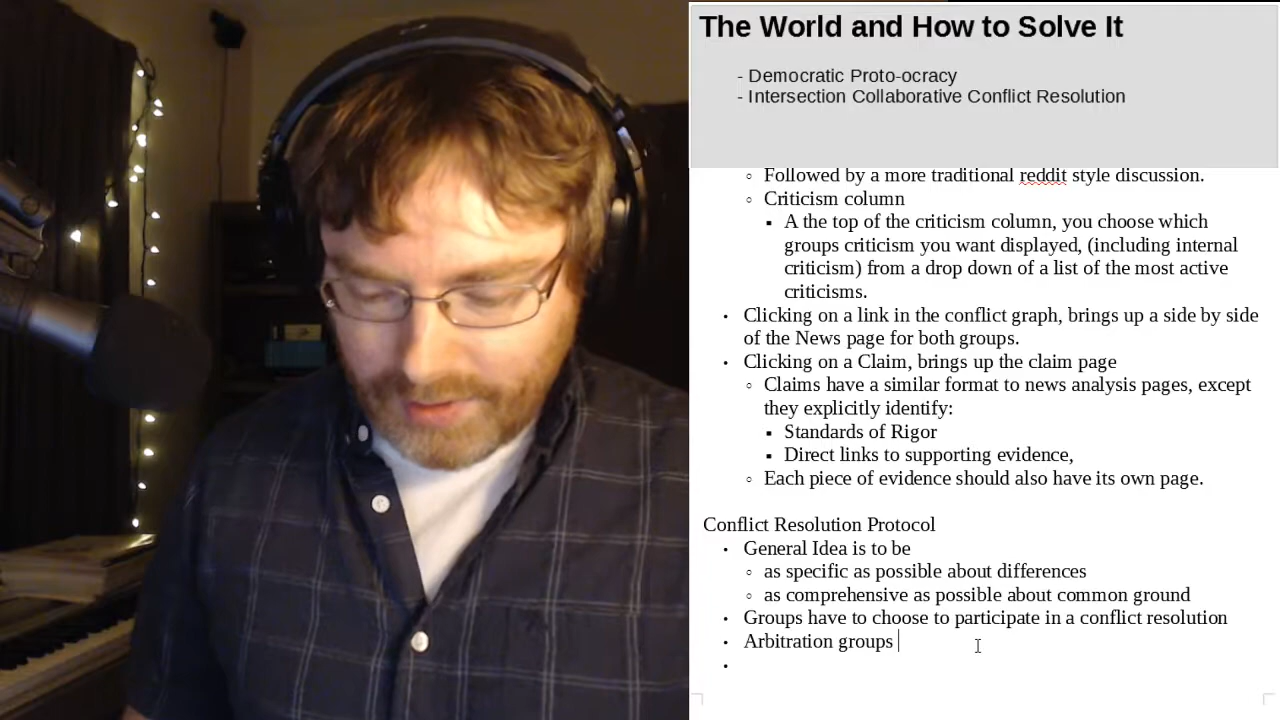 The World and How to Solve It
- Democratic Proto-ocracy
- Intersection Collaborative Conflict Resolution
◦ Followed by a more traditional reddit style discussion.
◦ Criticism column
▪ A the top of the criticism column, you choose which
groups criticism you want displayed, (including internal
criticism) from a drop down of a list of the most active
criticisms.
• Clicking on a link in the conflict graph, brings up a side by side
of the News page for both groups.
• Clicking on a Claim, brings up the claim page
◦ Claims have a similar format to news analysis pages, except
they explicitly identify:
▪ Standards of Rigor
▪ Direct links to supporting evidence,
◦ Each piece of evidence should also have its own page.
Conflict Resolution Protocol
• General Idea is to be
◦ as specific as possible about differences
◦ as comprehensive as possible about common ground
• Groups have to choose to participate in a conflict resolution
• Arbitration groups